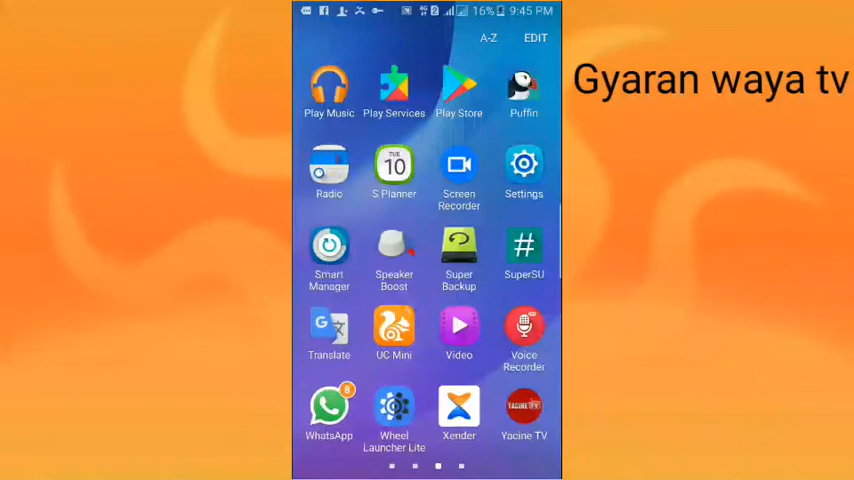 16% 9:45 PM
A-Z EDIT
Gyaran waya tv
Play Music Play Services Play Store Puffin
TUE
10
Radio S Planner Screen Recorder Settings
Smart Manager Speaker Boost Super Backup SuperSU
#
G
Translate UC Mini Video Voice Recorder
8
YACINE TV
WhatsApp Wheel Launcher Lite Xender Yacine TV